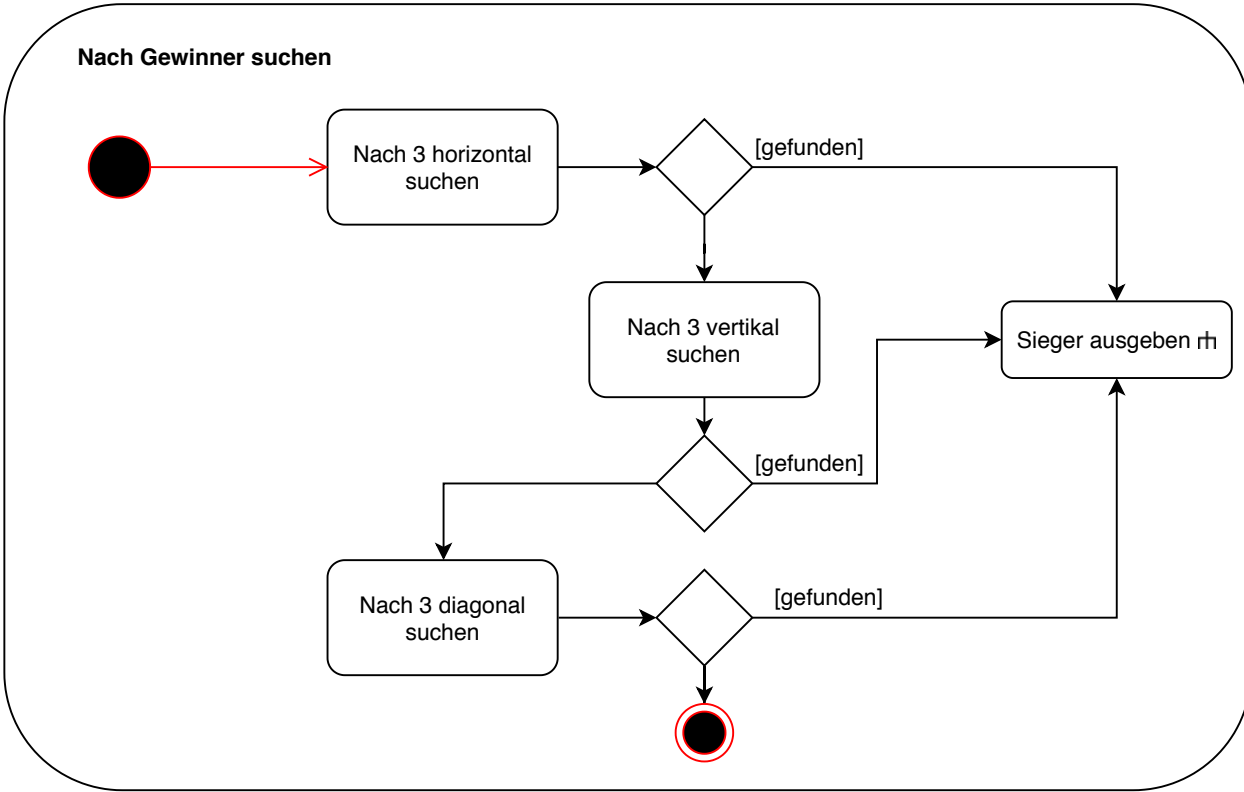 Nach Gewinner suchen
Nach 3 horizontal
suchen
[gefunden]
Nach 3 vertikal
suchen
Sieger ausgeben
[gefunden]
Nach 3 diagonal
suchen
[gefunden]